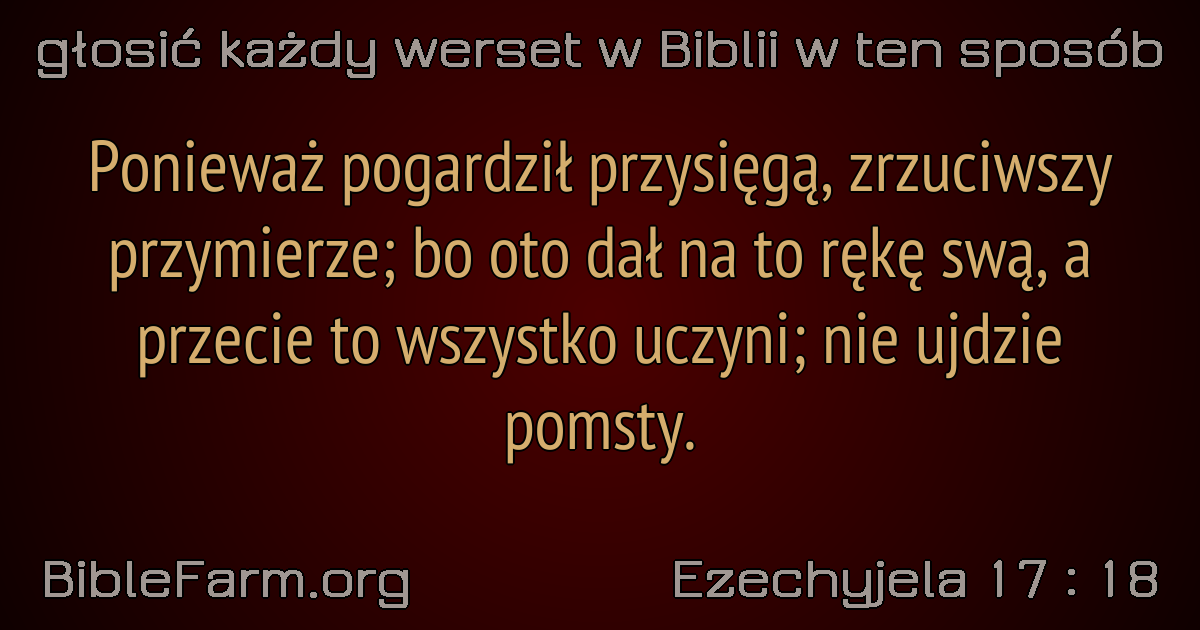 głosić każdy werset w Biblii w ten sposób
Ponieważ pogardził przysięgą, zrzuciwszy
przymierze; bo oto dał na to rękę swą, a
przecie to wszystko uczyni; nie ujdzie
pomsty.
BibleFarm.org
Ezechyjela 17 : 18